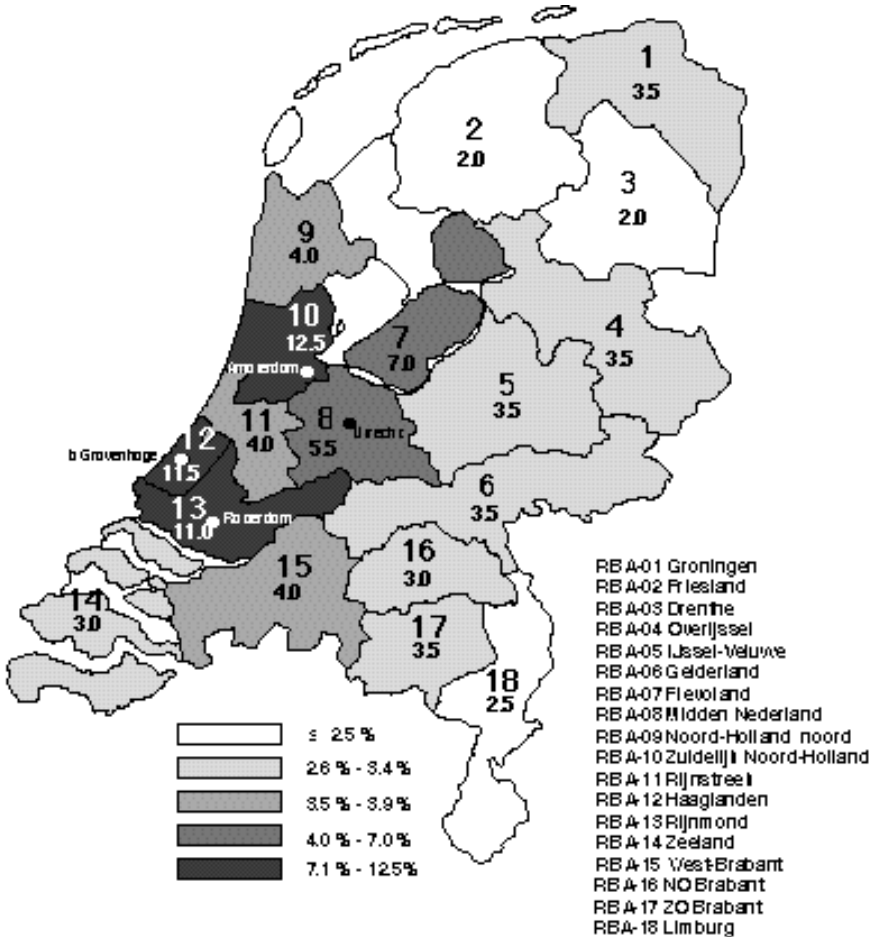 1
3.5
2
2.0
3
2.0
9
4.0
10
12.5
4
3.5
7
7.0
Amsterdam
5
3.5
11
4.0
8
5.5
Utrecht
12
11.5
6
3.5
13
11.0
Rotterdam
16
3.0
15
4.0
14
3.0
17
3.5
18
2.5
≤ 2.5 %
2.6 % - 3.4 %
3.5 % - 3.9 %
4.0 % - 7.0 %
7.1 % - 12.5 %
RBA-01 Groningen
RBA-02 Friesland
RBA-03 Drenthe
RBA-04 Overijssel
RBA-05 IJssel-Veluwe
RBA-06 Gelderland
RBA-07 Flevoland
RBA-08 Midden Nederland
RBA-09 Noord-Holland noord
RBA-10 Zuidelijk Noord-Holland
RBA-11 Rijnstreek
RBA-12 Haaglanden
RBA-13 Rijnmond
RBA-14 Zeeland
RBA-15 West-Brabant
RBA-16 NO Brabant
RBA-17 ZO Brabant
RBA-18 Limburg